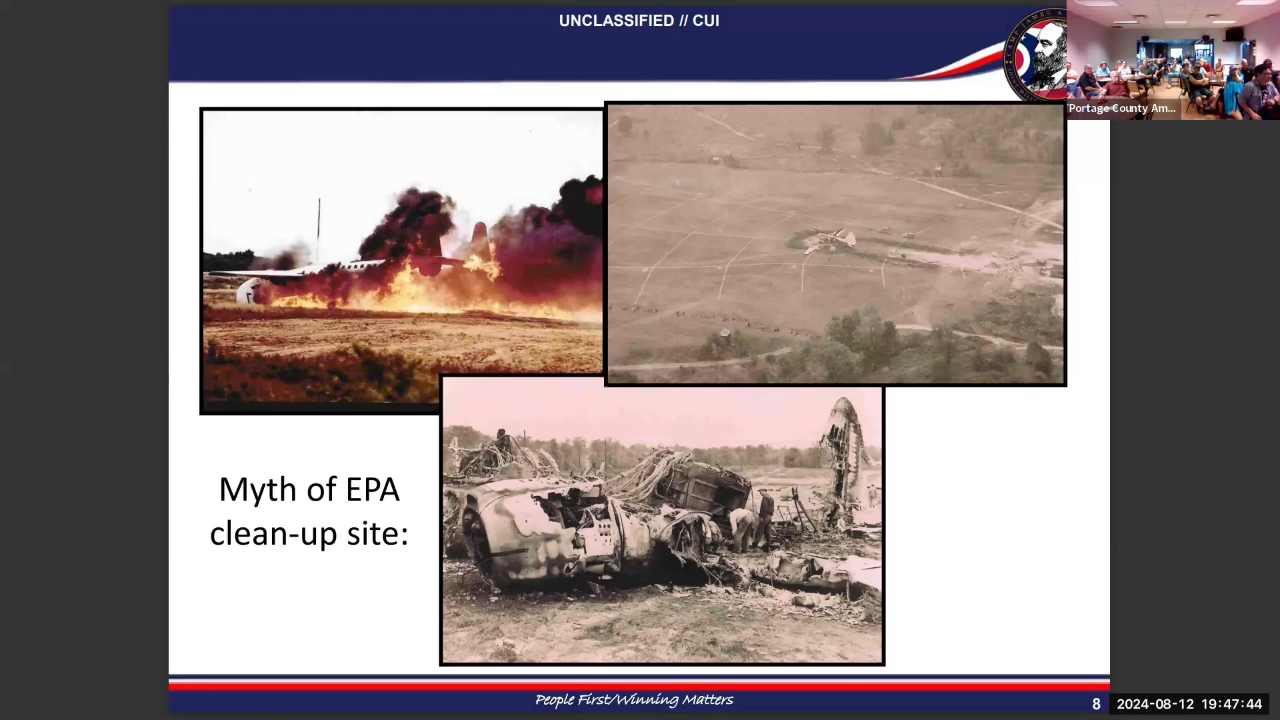 UNCLASSIFIED // CUI
Portage County Am...
Myth of EPA
clean-up site:
People First/Winning Matters
8
2024-08-12 19:47:44